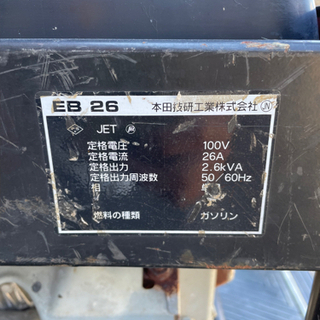 EB 26 本田技研工業株式会社
JET
定格電圧 100V
定格電流 26A
定格出力 2.6kVA
定格出力周波数 50/60Hz
相
燃料の種類 ガソリン